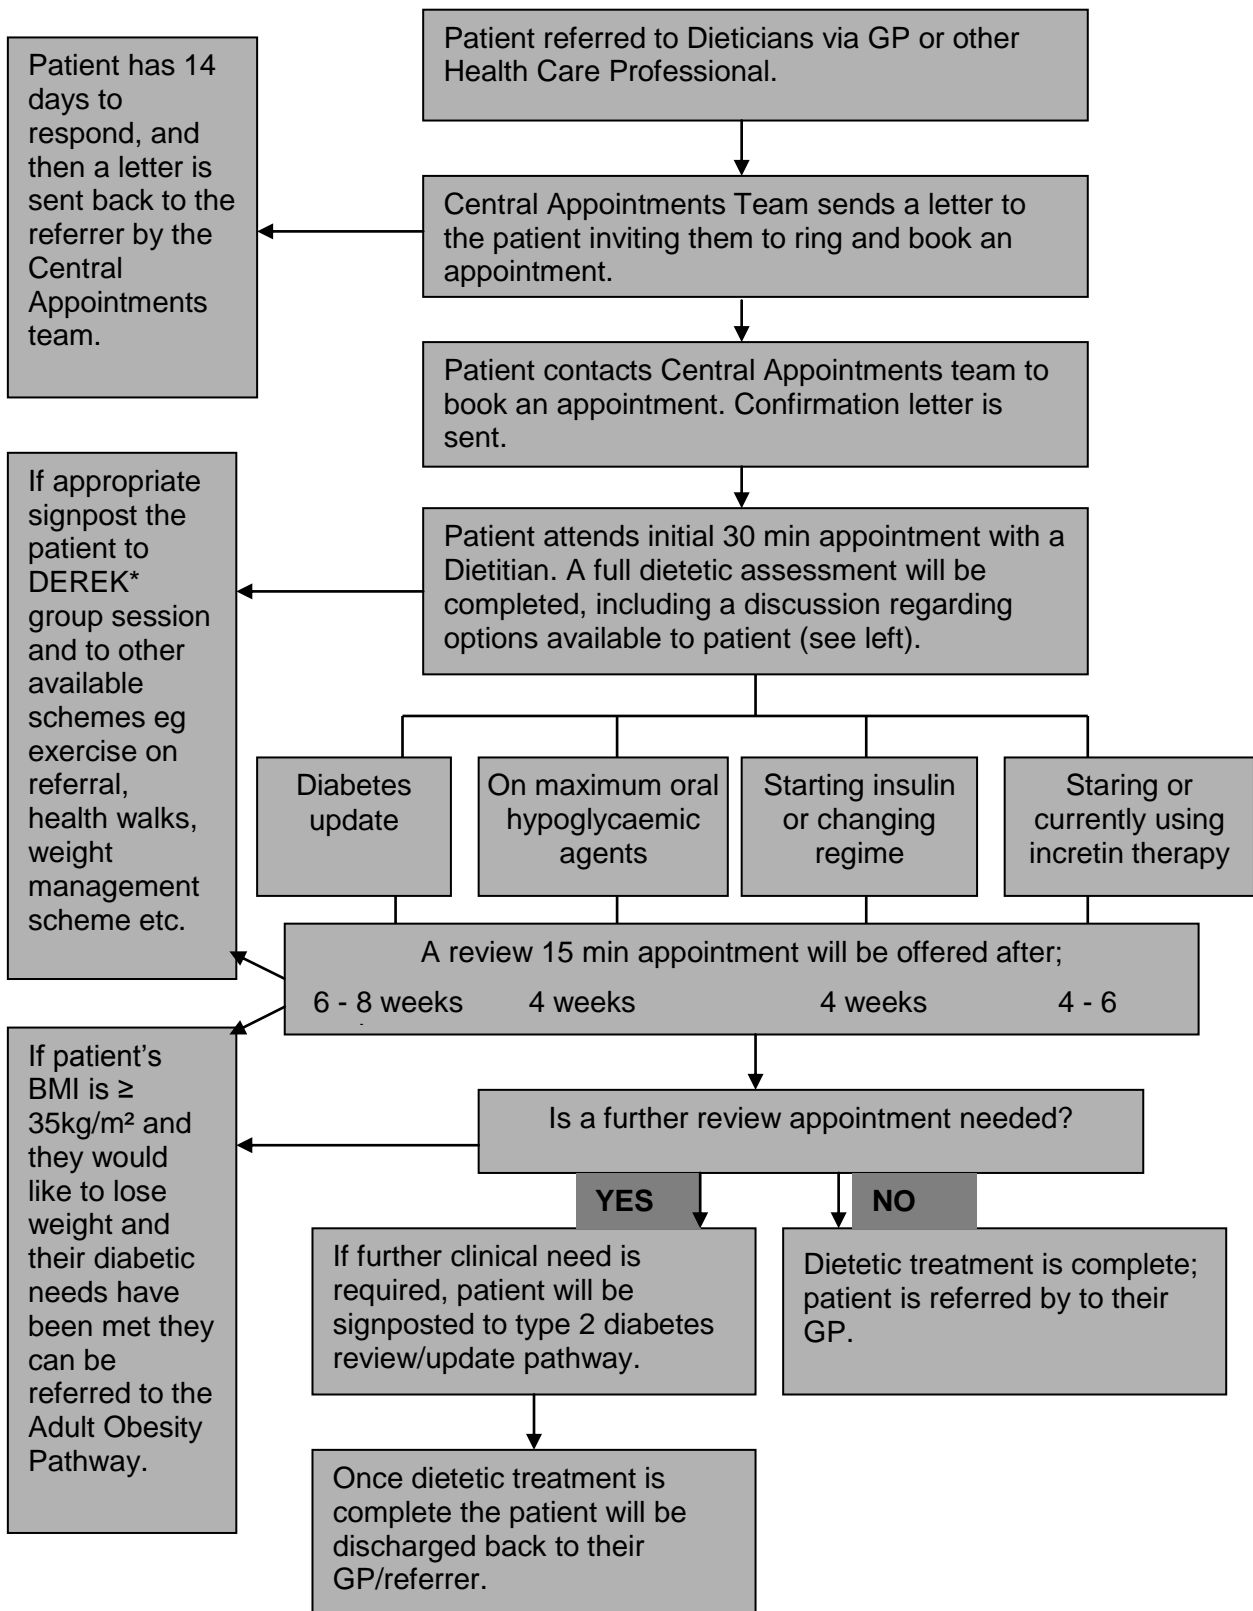 Patient referred to Dieticians via GP or other
Health Care Professional.
Patient has 14
days to
respond, and
then a letter is
sent back to the
referrer by the
Central
Appointments
team.
Central Appointments Team sends a letter to
the patient inviting them to ring and book an
appointment.
Patient contacts Central Appointments team to
book an appointment. Confirmation letter is
sent.
If appropriate
signpost the
patient to
DEREK*
group session
and to other
available
schemes eg
exercise on
referral,
health walks,
weight
management
scheme etc.
Patient attends initial 30 min appointment with a
Dietitian. A full dietetic assessment will be
completed, including a discussion regarding
options available to patient (see left).
Diabetes
update
On maximum oral
hypoglycaemic
agents
Starting insulin
or changing
regime
Staring or
currently using
incretin therapy
A review 15 min appointment will be offered after;
6 - 8 weeks 4 weeks 4 weeks 4 - 6
If patient’s
BMI is ≥
35kg/m² and
they would
like to lose
weight and
their diabetic
needs have
been met they
can be
referred to the
Adult Obesity
Pathway.
Is a further review appointment needed?
YES
NO
If further clinical need is
required, patient will be
signposted to type 2 diabetes
review/update pathway.
Dietetic treatment is complete;
patient is referred by to their
GP.
Once dietetic treatment is
complete the patient will be
discharged back to their
GP/referrer.